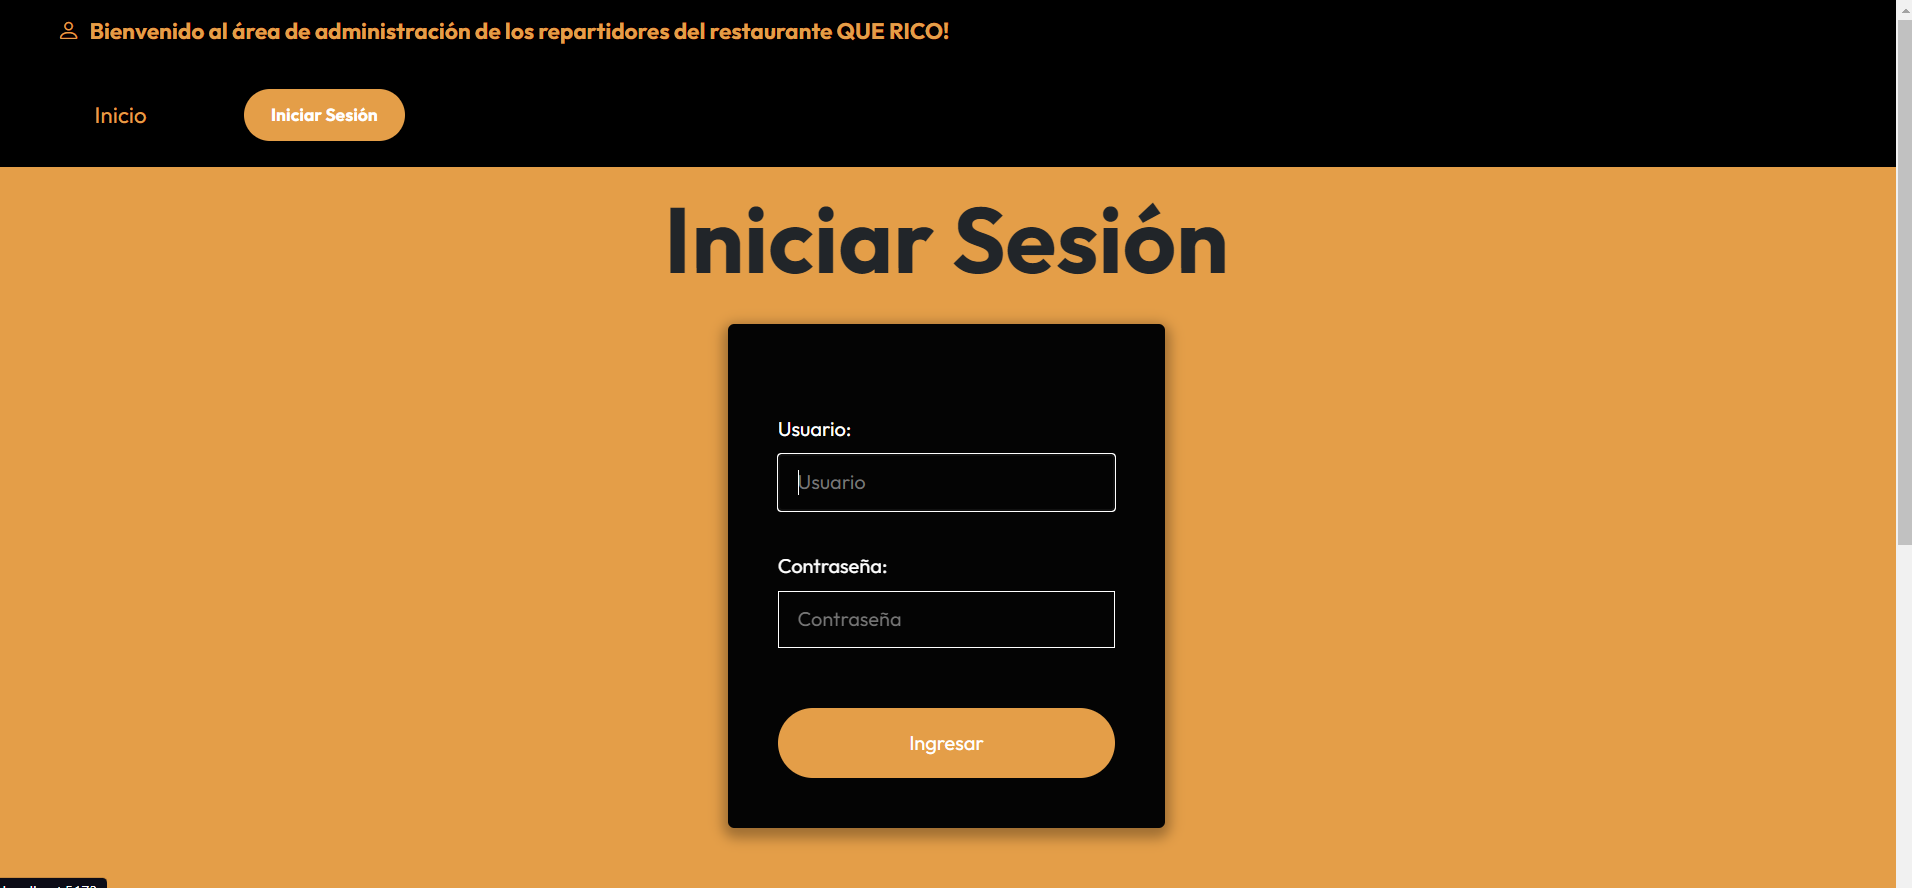 Bienvenido al área de administración de los repartidores del restaurante QUE RICO!
Inicio
Iniciar Sesión
Iniciar Sesión
Usuario:
Usuario
Contraseña:
Contraseña
Ingresar